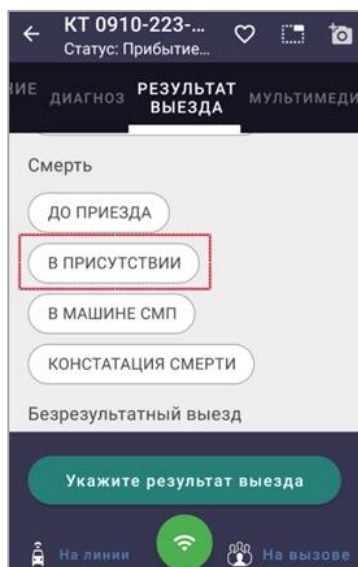 КТ 0910-223-...
Статус: Прибытие...
НИЕ
ДИАГНОЗ
РЕЗУЛЬТАТ
ВЫЕЗДА
МУЛЬТИМЕДИ
Смерть
ДО ПРИЕЗДА
В ПРИСУТСТВИИ
В МАШИНЕ СМП
КОНСТАТАЦИЯ СМЕРТИ
Безрезультатный выезд
Укажите результат выезда
На линии
На вызове